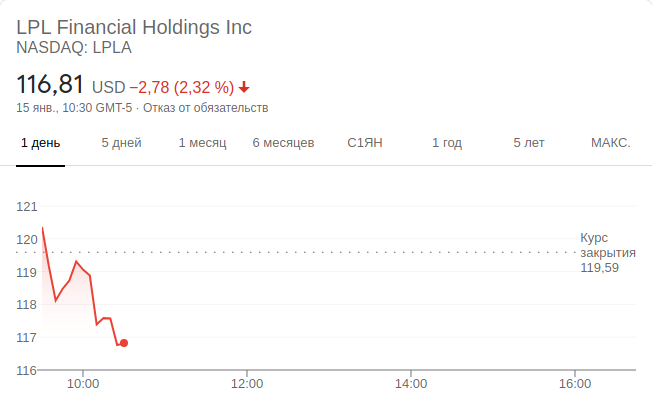 LPL Financial Holdings Inc
NASDAQ: LPLA
116,81 USD −2,78 (2,32 %)
15 янв., 10:30 GMT-5 · Отказ от обязательств
1 день 5 дней 1 месяц 6 месяцев С1ЯН 1 год 5 лет МАКС.
121
120
119
118
117
116
Курс
закрытия
119,59
10:00 12:00 14:00 16:00